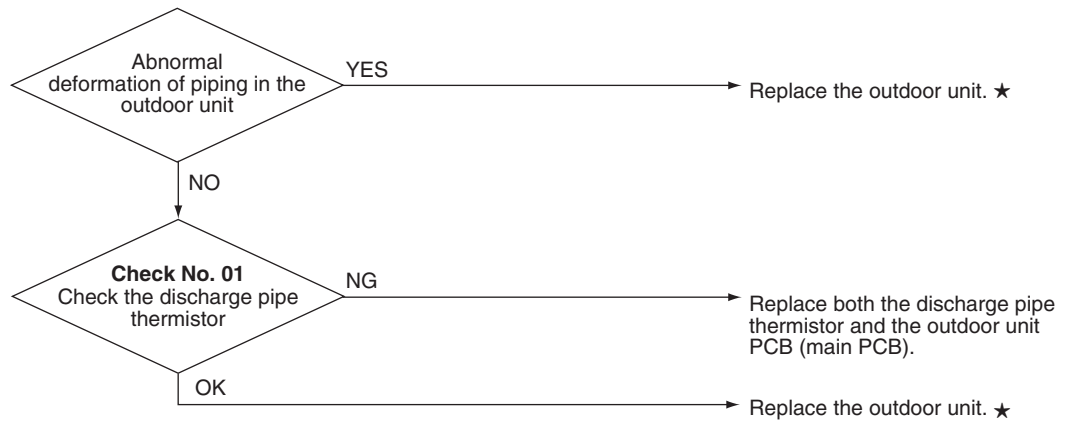 Abnormal
deformation of piping in the
outdoor unit
YES
Replace the outdoor unit. ★
NO
Check No. 01
Check the discharge pipe
thermistor
NG
Replace both the discharge pipe
thermistor and the outdoor unit
PCB (main PCB).
OK
Replace the outdoor unit. ★